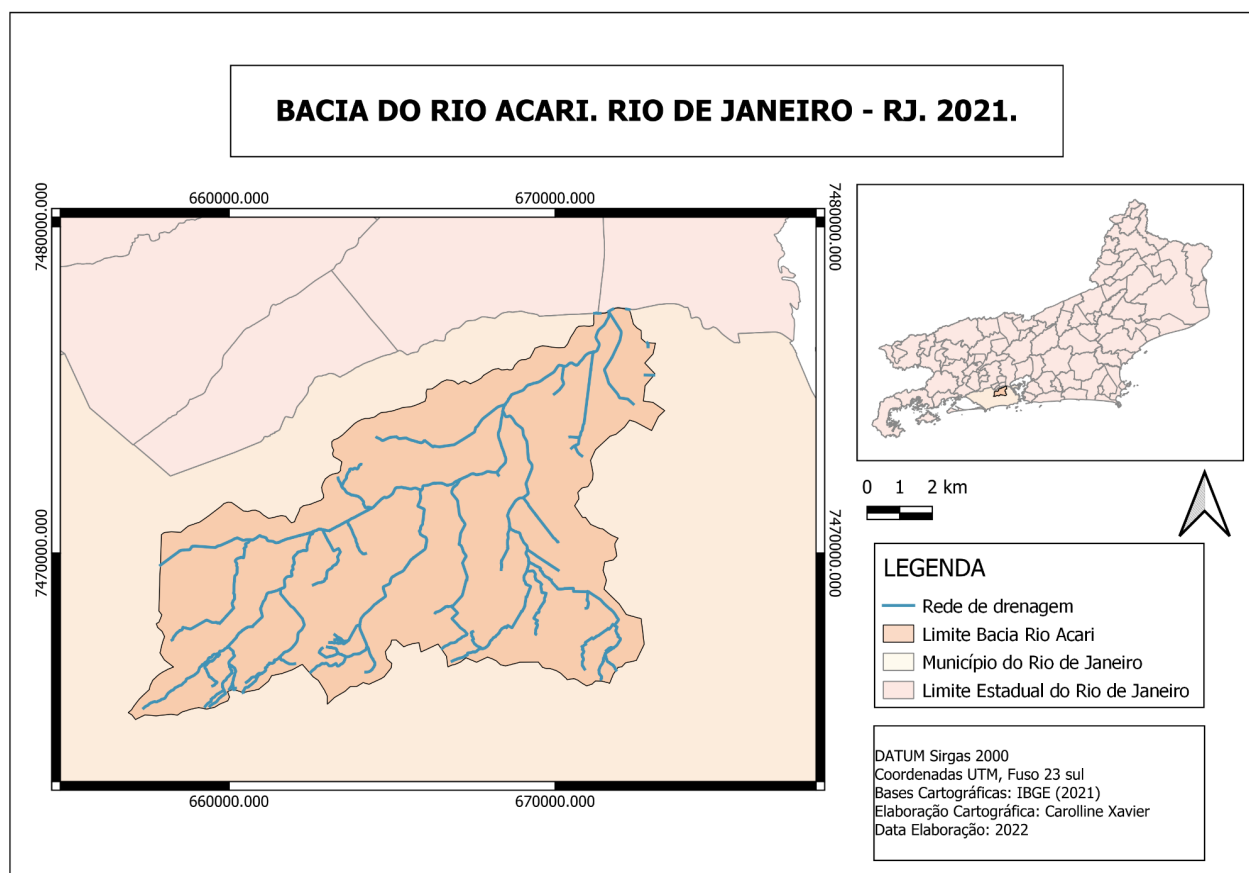 BACIA DO RIO ACARI. RIO DE JANEIRO - RJ. 2021.
660000.000
670000.000
7480000.000
7480000.000
7470000.000
7470000.000
660000.000
670000.000
0 1 2 km
LEGENDA
Rede de drenagem
Limite Bacia Rio Acari
Município do Rio de Janeiro
Limite Estadual do Rio de Janeiro
DATUM Sirgas 2000
Coordenadas UTM, Fuso 23 sul
Bases Cartográficas: IBGE (2021)
Elaboração Cartográfica: Carolline Xavier
Data Elaboração: 2022